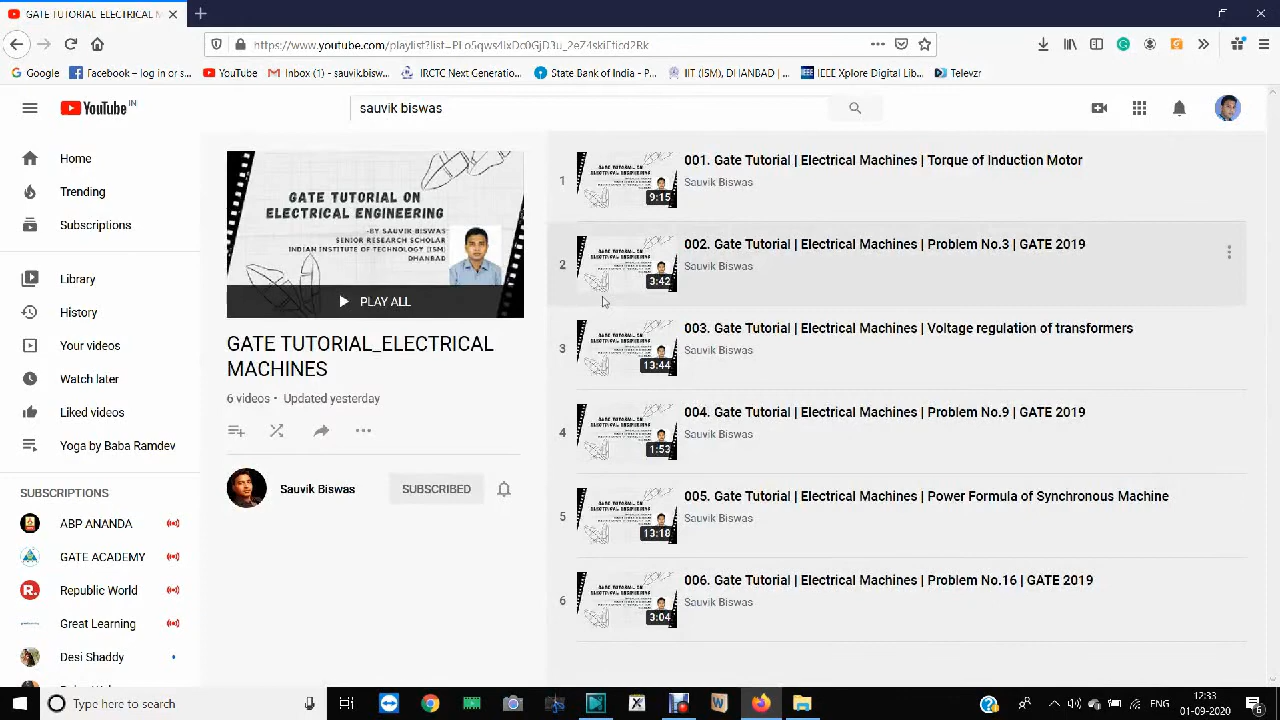 GATE TUTORIAL_ELECTRICAL M
https://www.youtube.com/playlist?list=
Google
Facebook – log in or s...
YouTube
Inbox (1) - sauvik.bisw...
IRCTC Next Generatio...
State Bank of India - P...
IIT (ISM), DHANBAD | ...
IEEE Xplore Digital Lib...
Televzr
YouTube IN
sauvik biswas
Home
Trending
Subscriptions
Library
History
Your videos
Watch later
Liked videos
Yoga by Baba Ramdev
SUBSCRIPTIONS
ABP ANANDA
GATE ACADEMY
Republic World
Great Learning
Desi Shaddy
GATE TUTORIAL ON
ELECTRICAL ENGINEERING
-BY SAUVIK BISWAS
SENIOR RESEARCH SCHOLAR
INDIAN INSTITUTE OF TECHNOLOGY (ISM)
DHANBAD
PLAY ALL
GATE TUTORIAL_ELECTRICAL
MACHINES
6 videos • Updated yesterday
Sauvik Biswas
SUBSCRIBED
1
9:15
001. Gate Tutorial | Electrical Machines | Torque of Induction Motor
Sauvik Biswas
2
3:42
002. Gate Tutorial | Electrical Machines | Problem No.3 | GATE 2019
Sauvik Biswas
3
13:44
003. Gate Tutorial | Electrical Machines | Voltage regulation of transformers
Sauvik Biswas
4
1:53
004. Gate Tutorial | Electrical Machines | Problem No.9 | GATE 2019
Sauvik Biswas
5
13:18
005. Gate Tutorial | Electrical Machines | Power Formula of Synchronous Machine
Sauvik Biswas
6
3:04
006. Gate Tutorial | Electrical Machines | Problem No.16 | GATE 2019
Sauvik Biswas
Type here to search
ENG
12:33
01-09-2020